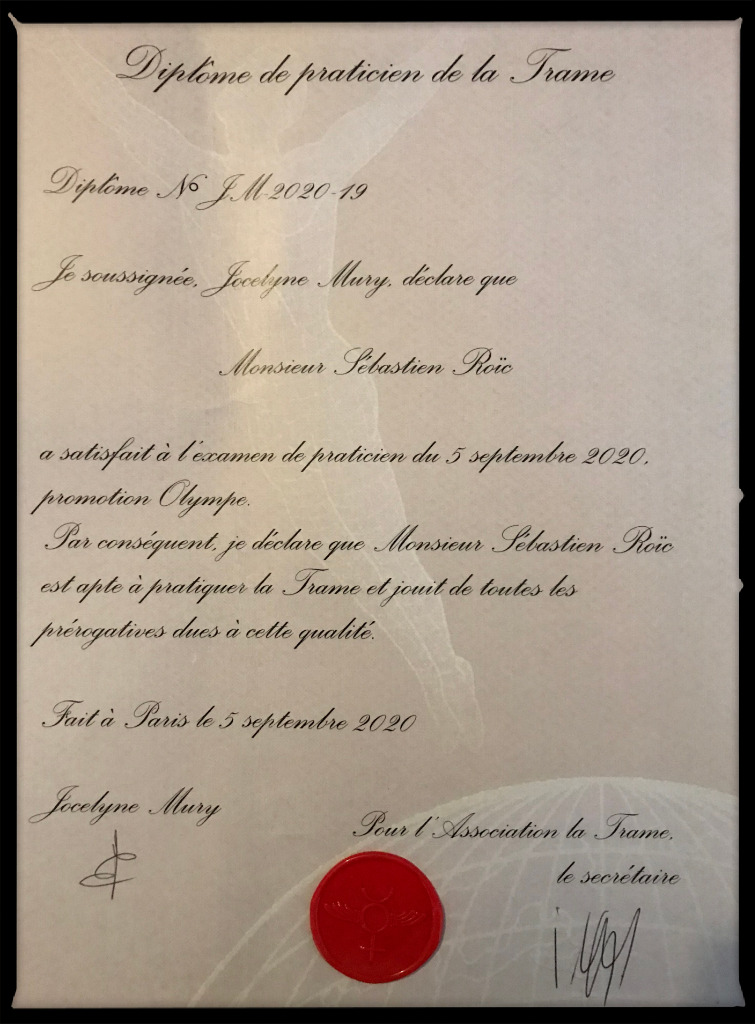 Diplôme de praticien de la Trame
Diplôme N° JM-2020-19
Je soussignée, Jocelyne Mury, déclare que
Monsieur Sébastien Roïc
a satisfait à l'examen de praticien du 5 septembre 2020,
promotion Olympe.
Par conséquent, je déclare que Monsieur Sébastien Roïc
est apte à pratiquer la Trame et jouit de toutes les
prérogatives dues à cette qualité.
Fait à Paris le 5 septembre 2020
Jocelyne Mury
Pour l'Association la Trame,
le secrétaire